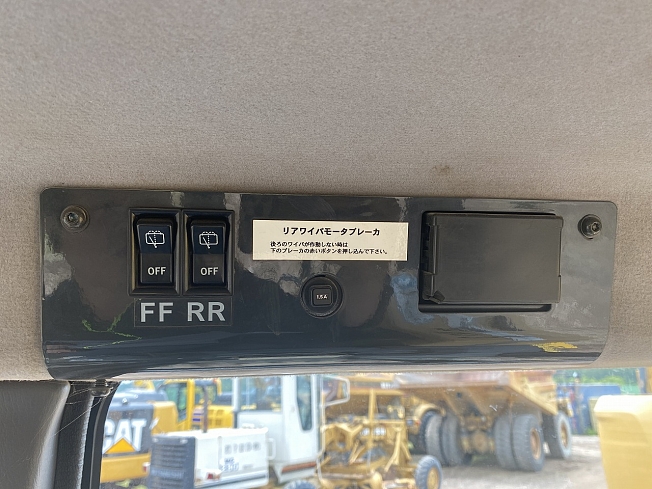 リアワイパモータブレーカ
後ろのワイパが作動しない時は
下のブレーカの赤いボタンを押し込んで下さい。
OFF OFF
1.5 A
FF RR
CAT